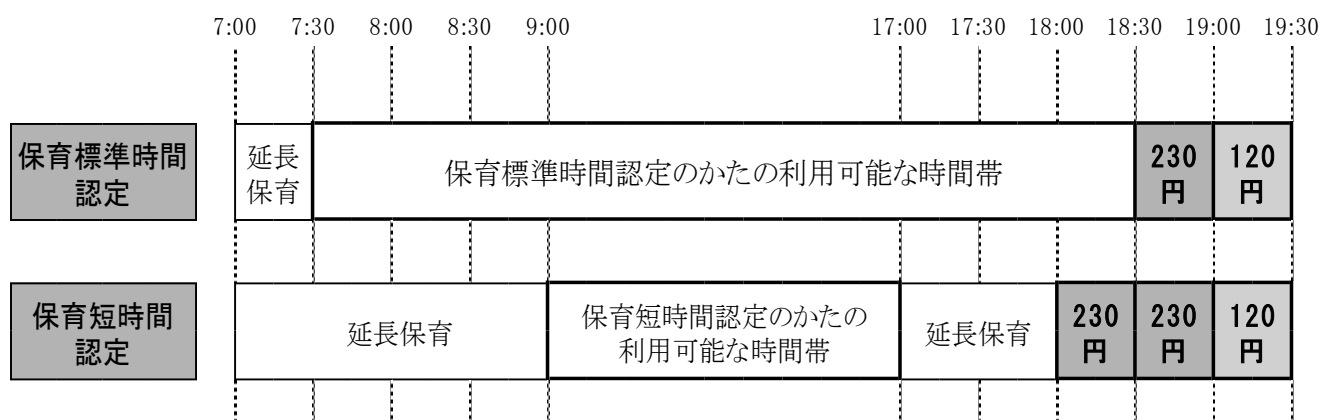 7:00 7:30 8:00 8:30 9:00 17:00 17:30 18:00 18:30 19:00 19:30
保育標準時間
認定
延長
保育
保育標準時間認定のかたの利用可能な時間帯
230
円
120
円
保育短時間
認定
延長保育
保育短時間認定のかたの
利用可能な時間帯
延長保育
230
円
230
円
120
円